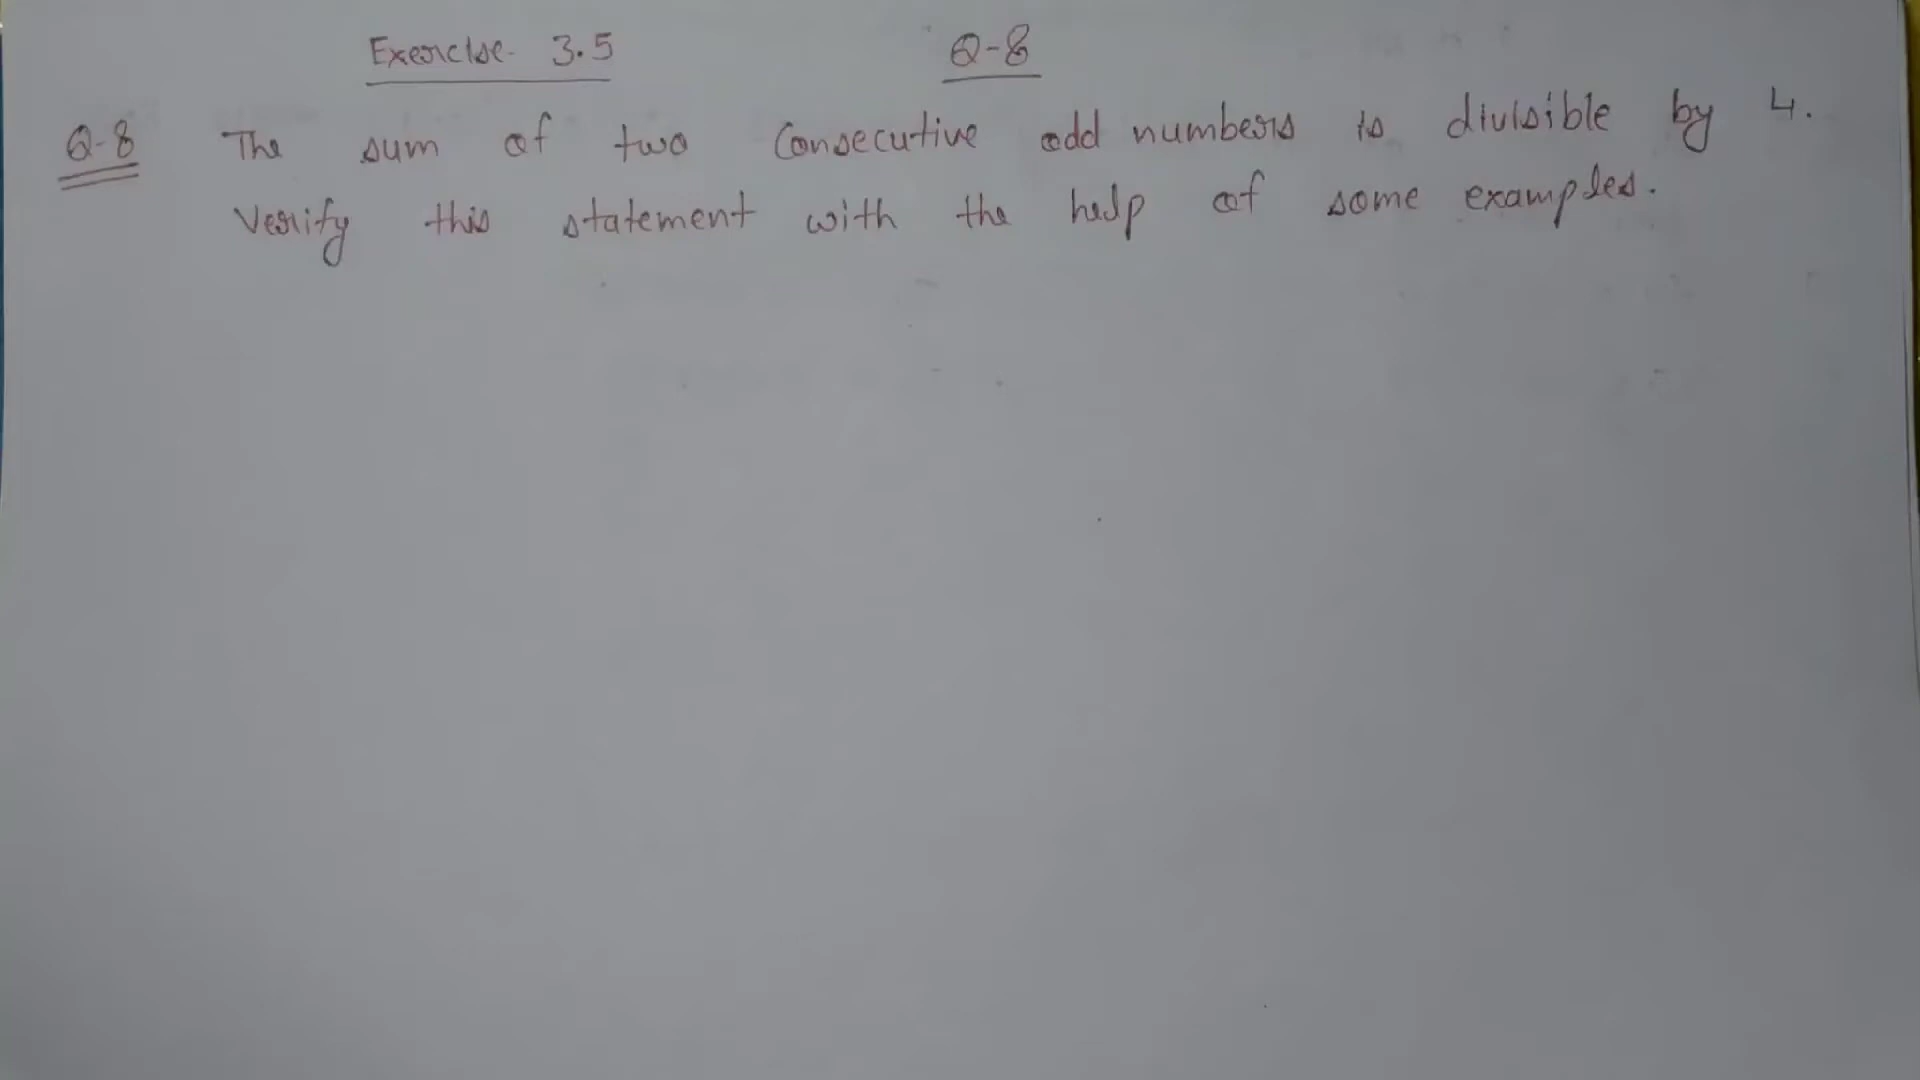 Exercise 3.5 Q-8
Q-8 The sum of two Consecutive odd numbers is divisible by 4.
Verify this statement with the help of some examples.